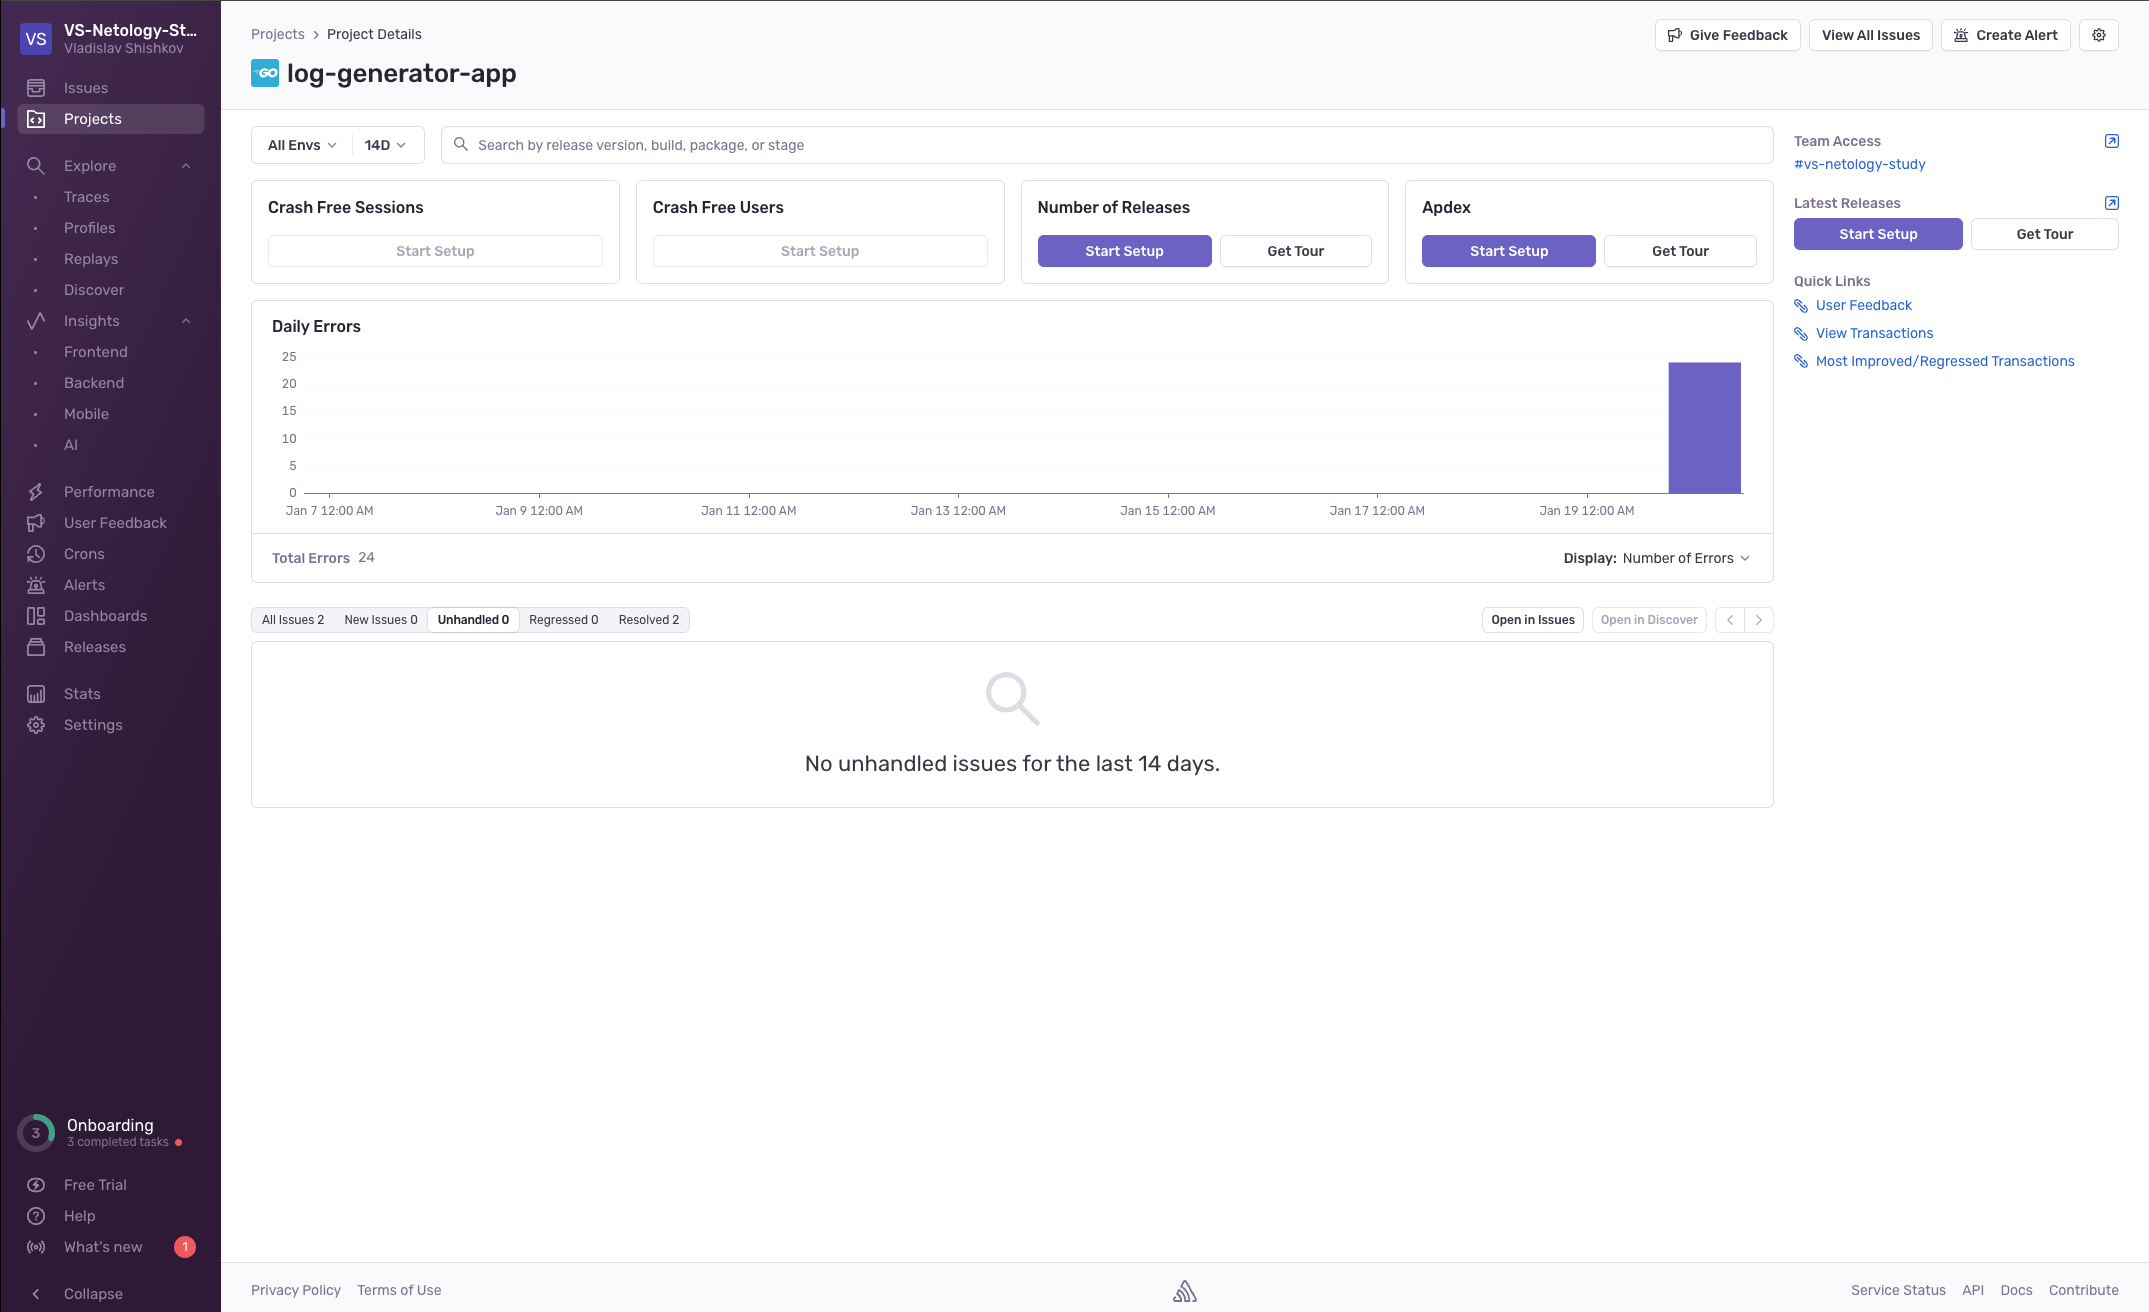 VS
VS-Netology-St...
Vladislav Shishkov
Issues
Projects
Explore
Traces
Profiles
Replays
Discover
Insights
Frontend
Backend
Mobile
AI
Performance
User Feedback
Crons
Alerts
Dashboards
Releases
Stats
Settings
3
Onboarding
3 completed tasks
Free Trial
Help
What's new 1
Collapse
Projects > Project Details
GO log-generator-app
Give Feedback
View All Issues
Create Alert
All Envs 14D
Search by release version, build, package, or stage
Crash Free Sessions
Start Setup
Crash Free Users
Start Setup
Number of Releases
Start Setup Get Tour
Apdex
Start Setup Get Tour
Daily Errors
25
20
15
10
5
0
Jan 7 12:00 AM Jan 9 12:00 AM Jan 11 12:00 AM Jan 13 12:00 AM Jan 15 12:00 AM Jan 17 12:00 AM Jan 19 12:00 AM
Total Errors 24
Display: Number of Errors
All Issues 2 New Issues 0 Unhandled 0 Regressed 0 Resolved 2
Open in Issues Open in Discover
No unhandled issues for the last 14 days.
Team Access
#vs-netology-study
Latest Releases
Start Setup Get Tour
Quick Links
User Feedback
View Transactions
Most Improved/Regressed Transactions
Privacy Policy Terms of Use
Service Status API Docs Contribute